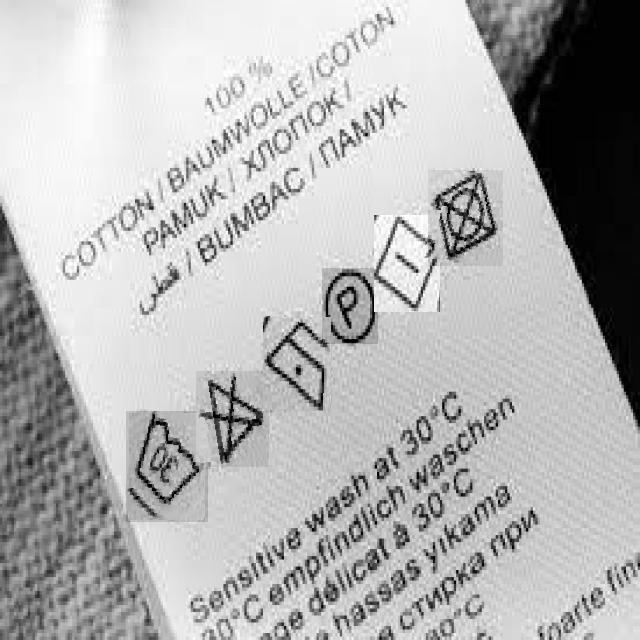 100 %
COTTON / BAUMWOLLE / COTON
PAMUK / ХЛОПОК /
قطن / BUMBAC / ПАМУК
P
Sensitive wash at 30°C
30°C empfindlich waschen
délicat à 30°C
hassas yıkama
стирка при
foarte